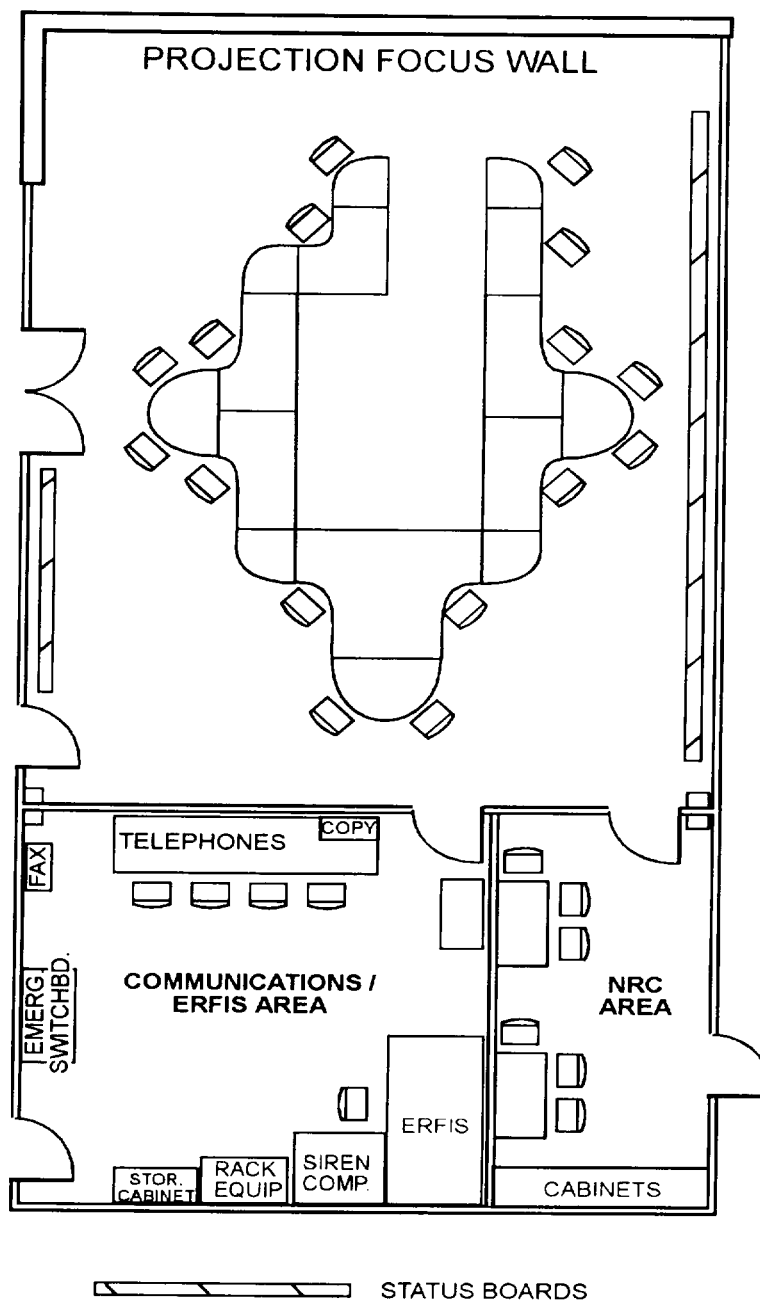 PROJECTION FOCUS WALL
TELEPHONES
COPY
FAX
EMERG.
SWITCHBD.
COMMUNICATIONS /
ERFIS AREA
NRC
AREA
ERFIS
SIREN
COMP.
RACK
EQUIP
STOR.
CABINET
CABINETS
STATUS BOARDS